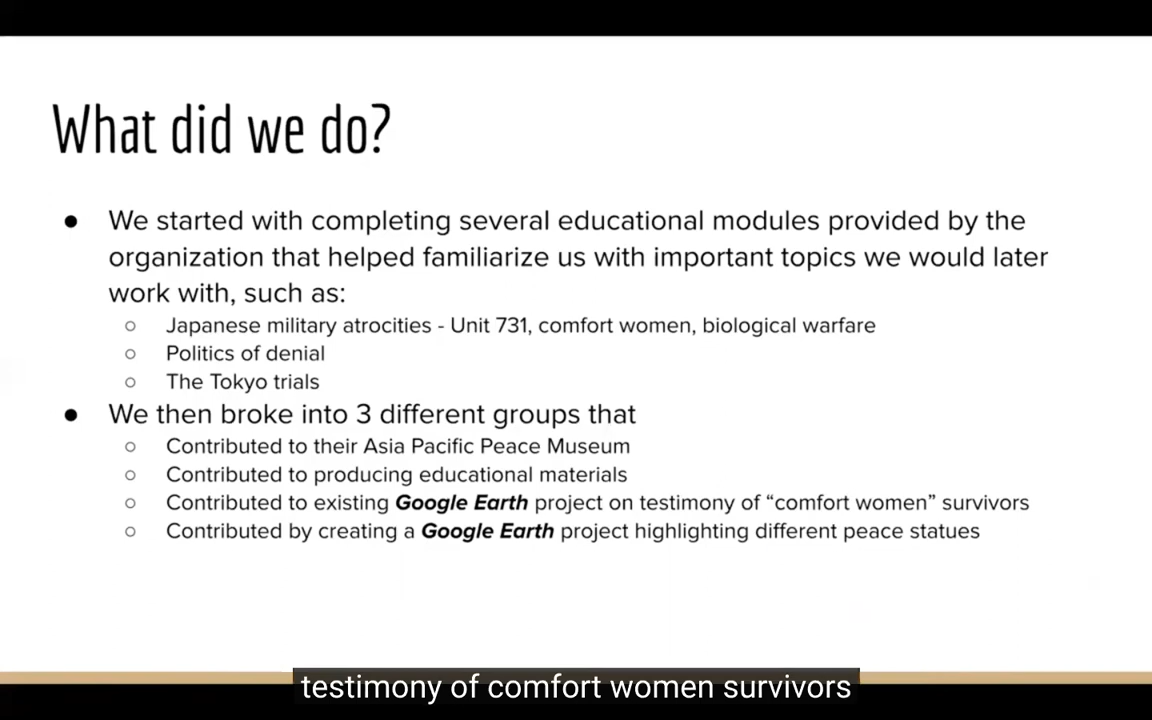 What did we do?
● We started with completing several educational modules provided by the
organization that helped familiarize us with important topics we would later
work with, such as:
○ Japanese military atrocities - Unit 731, comfort women, biological warfare
○ Politics of denial
○ The Tokyo trials
● We then broke into 3 different groups that
○ Contributed to their Asia Pacific Peace Museum
○ Contributed to producing educational materials
○ Contributed to existing Google Earth project on testimony of “comfort women” survivors
○ Contributed by creating a Google Earth project highlighting different peace statues
testimony of comfort women survivors